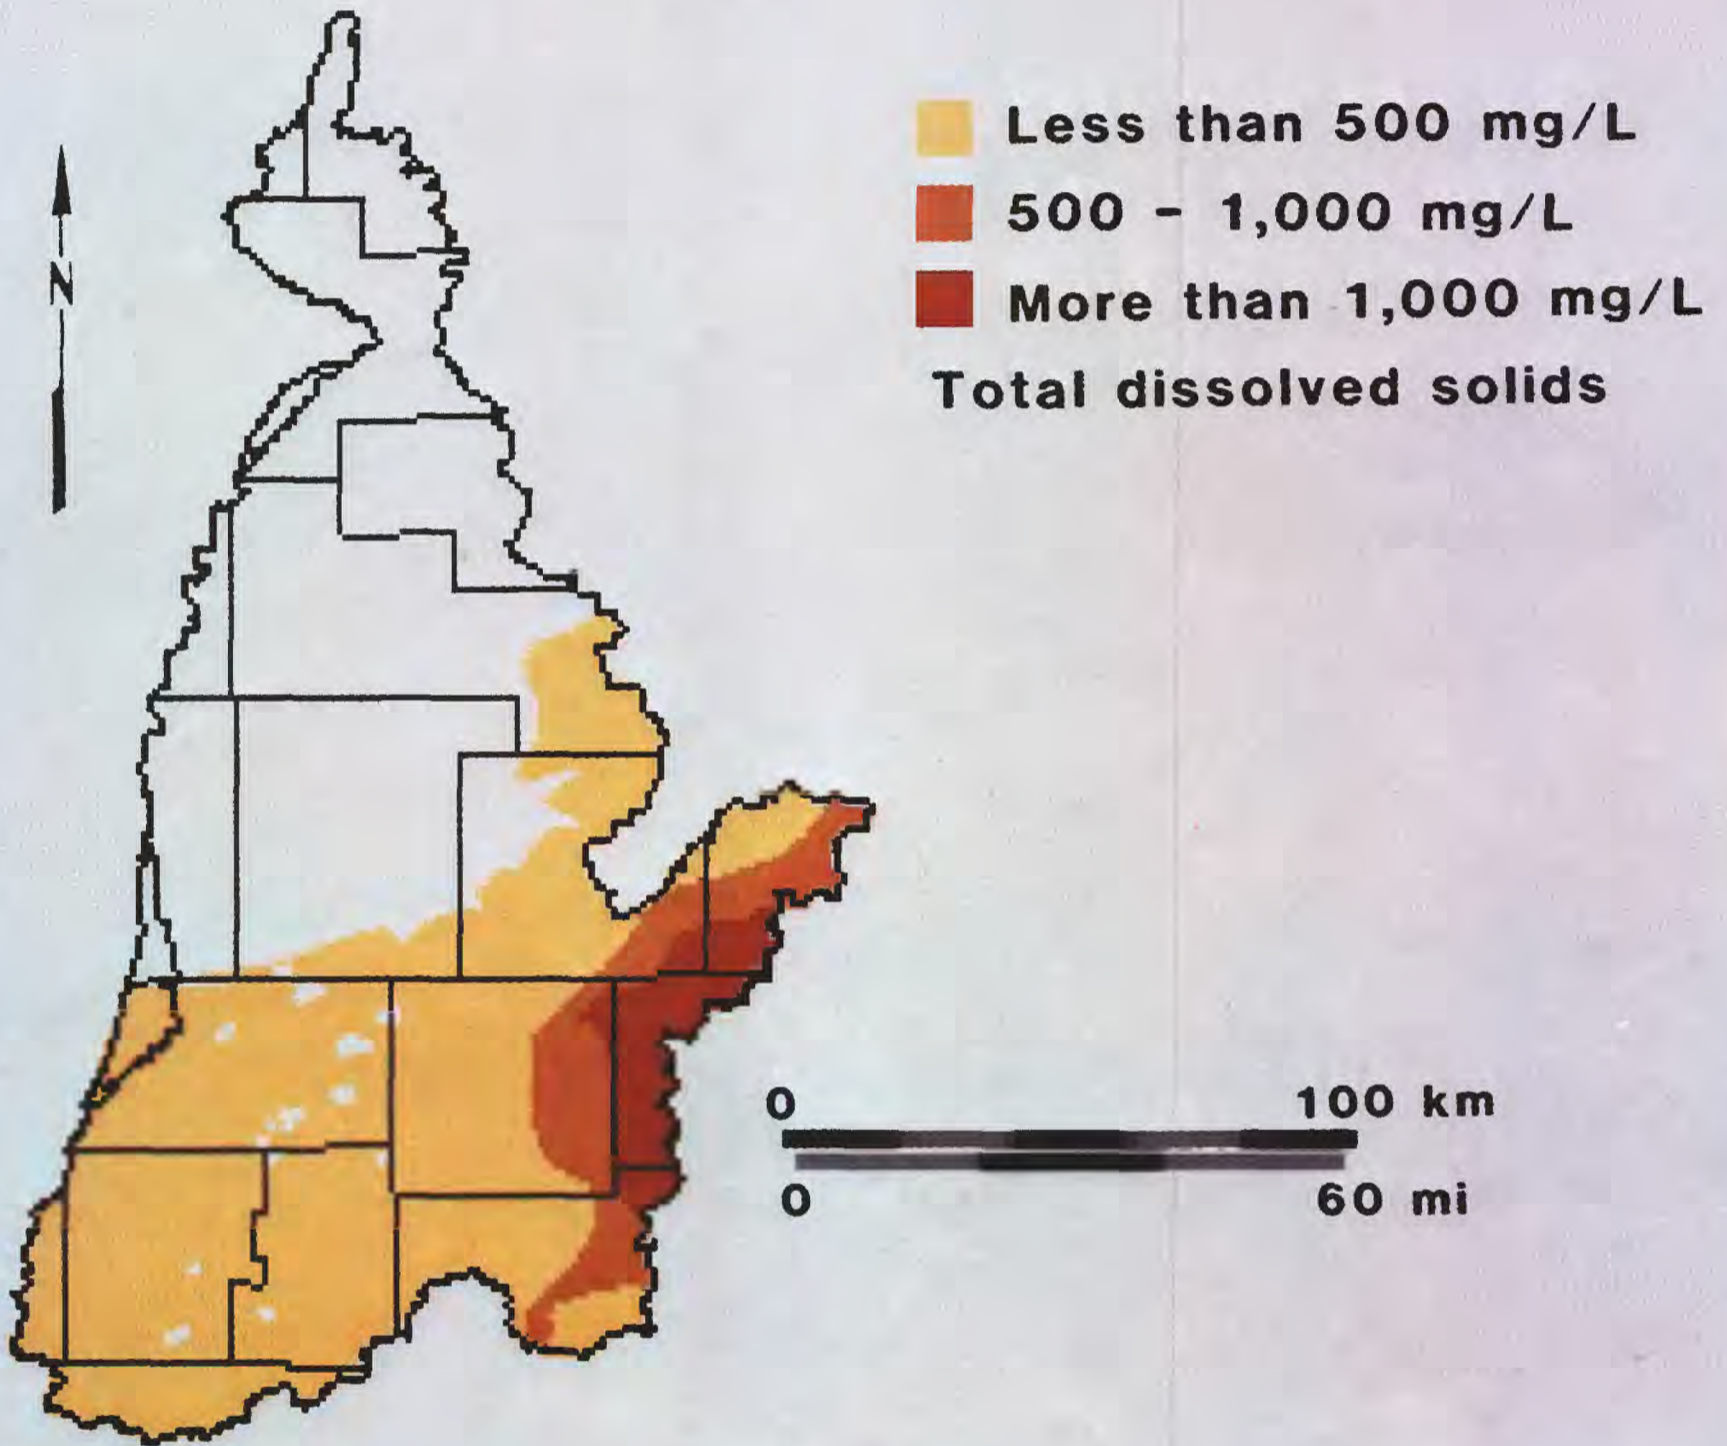 N
Less than 500 mg/L
500 - 1,000 mg/L
More than 1,000 mg/L
Total dissolved solids
0 100 km
0 60 mi